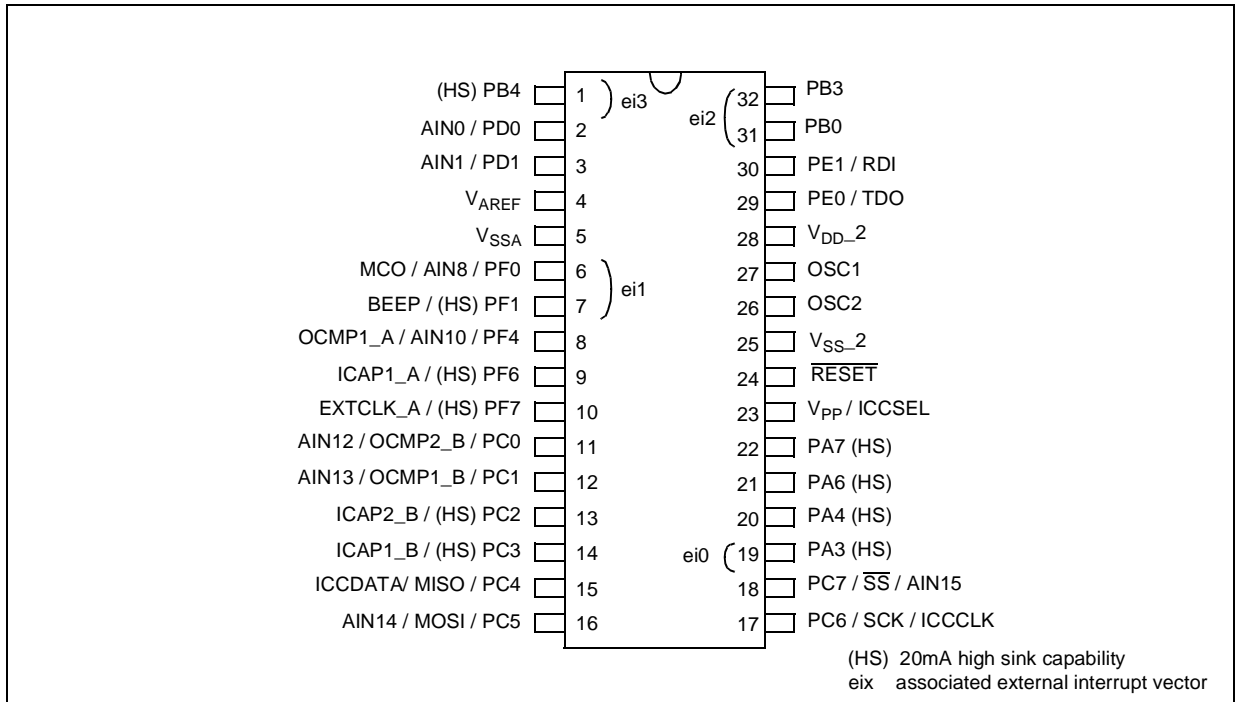 (HS) PB4
AIN0 / PD0
AIN1 / PD1
VAREF
VSSA
MCO / AIN8 / PF0
BEEP / (HS) PF1
OCMP1_A / AIN10 / PF4
ICAP1_A / (HS) PF6
EXTCLK_A / (HS) PF7
AIN12 / OCMP2_B / PC0
AIN13 / OCMP1_B / PC1
ICAP2_B / (HS) PC2
ICAP1_B / (HS) PC3
ICCDATA/ MISO / PC4
AIN14 / MOSI / PC5
1
2
3
4
5
6
7
8
9
10
11
12
13
14
15
16
ei3
ei1
ei2
ei0
32
31
30
29
28
27
26
25
24
23
22
21
20
19
18
17
PB3
PB0
PE1 / RDI
PE0 / TDO
VDD_2
OSC1
OSC2
VSS_2
RESET
VPP / ICCSEL
PA7 (HS)
PA6 (HS)
PA4 (HS)
PA3 (HS)
PC7 / SS / AIN15
PC6 / SCK / ICCCLK
(HS) 20mA high sink capability
eix associated external interrupt vector